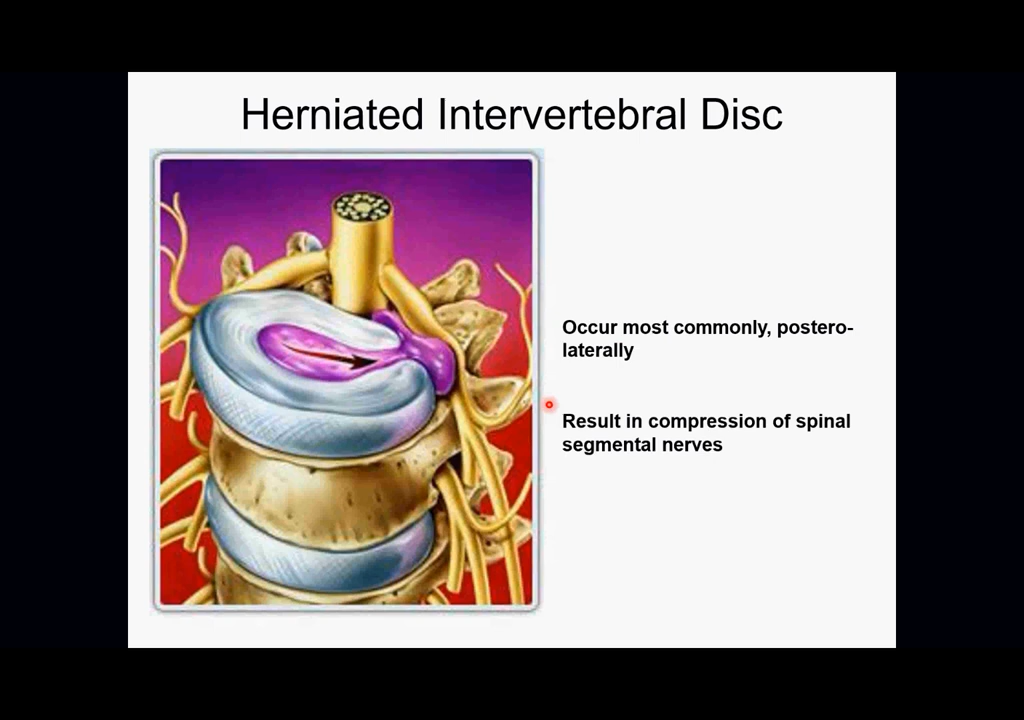 Herniated Intervertebral Disc
Occur most commonly, postero-
laterally
Result in compression of spinal
segmental nerves